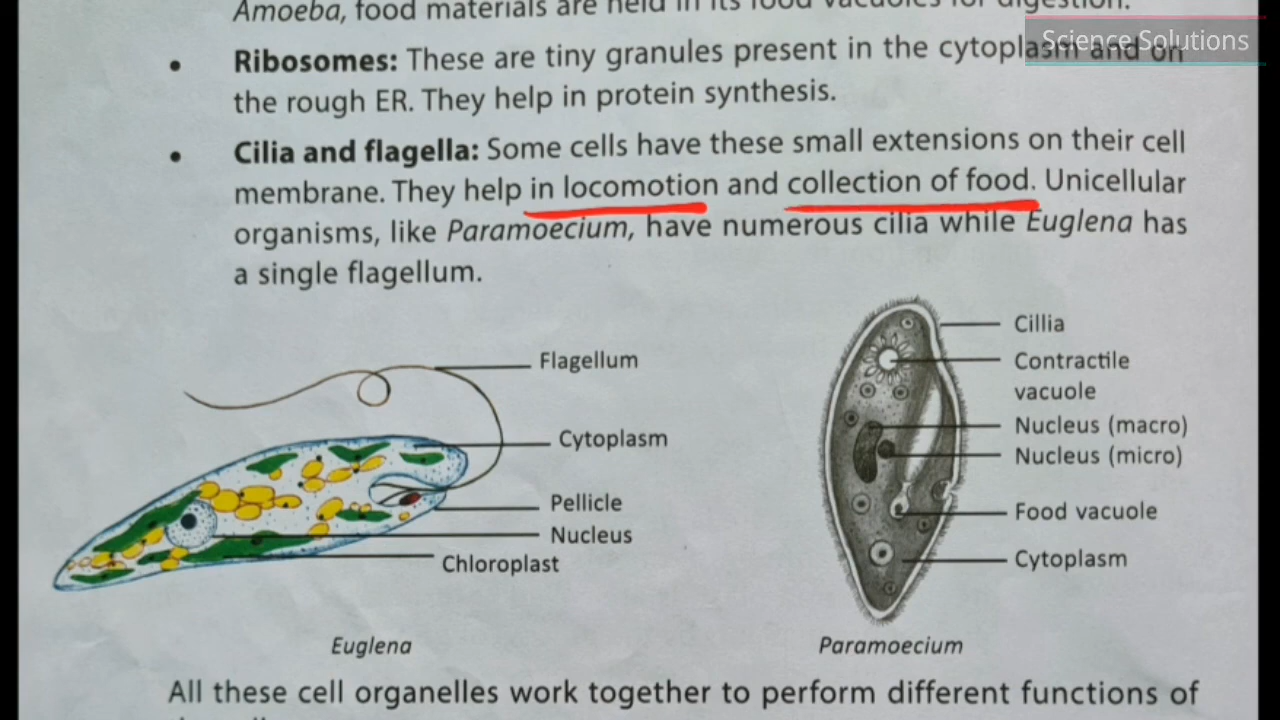 Amoeba, food materials are held in its food vacuoles for digestion.
Science Solutions
• Ribosomes: These are tiny granules present in the cytoplasm and on
the rough ER. They help in protein synthesis.
• Cilia and flagella: Some cells have these small extensions on their cell
membrane. They help in locomotion and collection of food. Unicellular
organisms, like Paramoecium, have numerous cilia while Euglena has
a single flagellum.
Flagellum
Cytoplasm
Pellicle
Nucleus
Chloroplast
Euglena
Cillia
Contractile
vacuole
Nucleus (macro)
Nucleus (micro)
Food vacuole
Cytoplasm
Paramoecium
All these cell organelles work together to perform different functions of